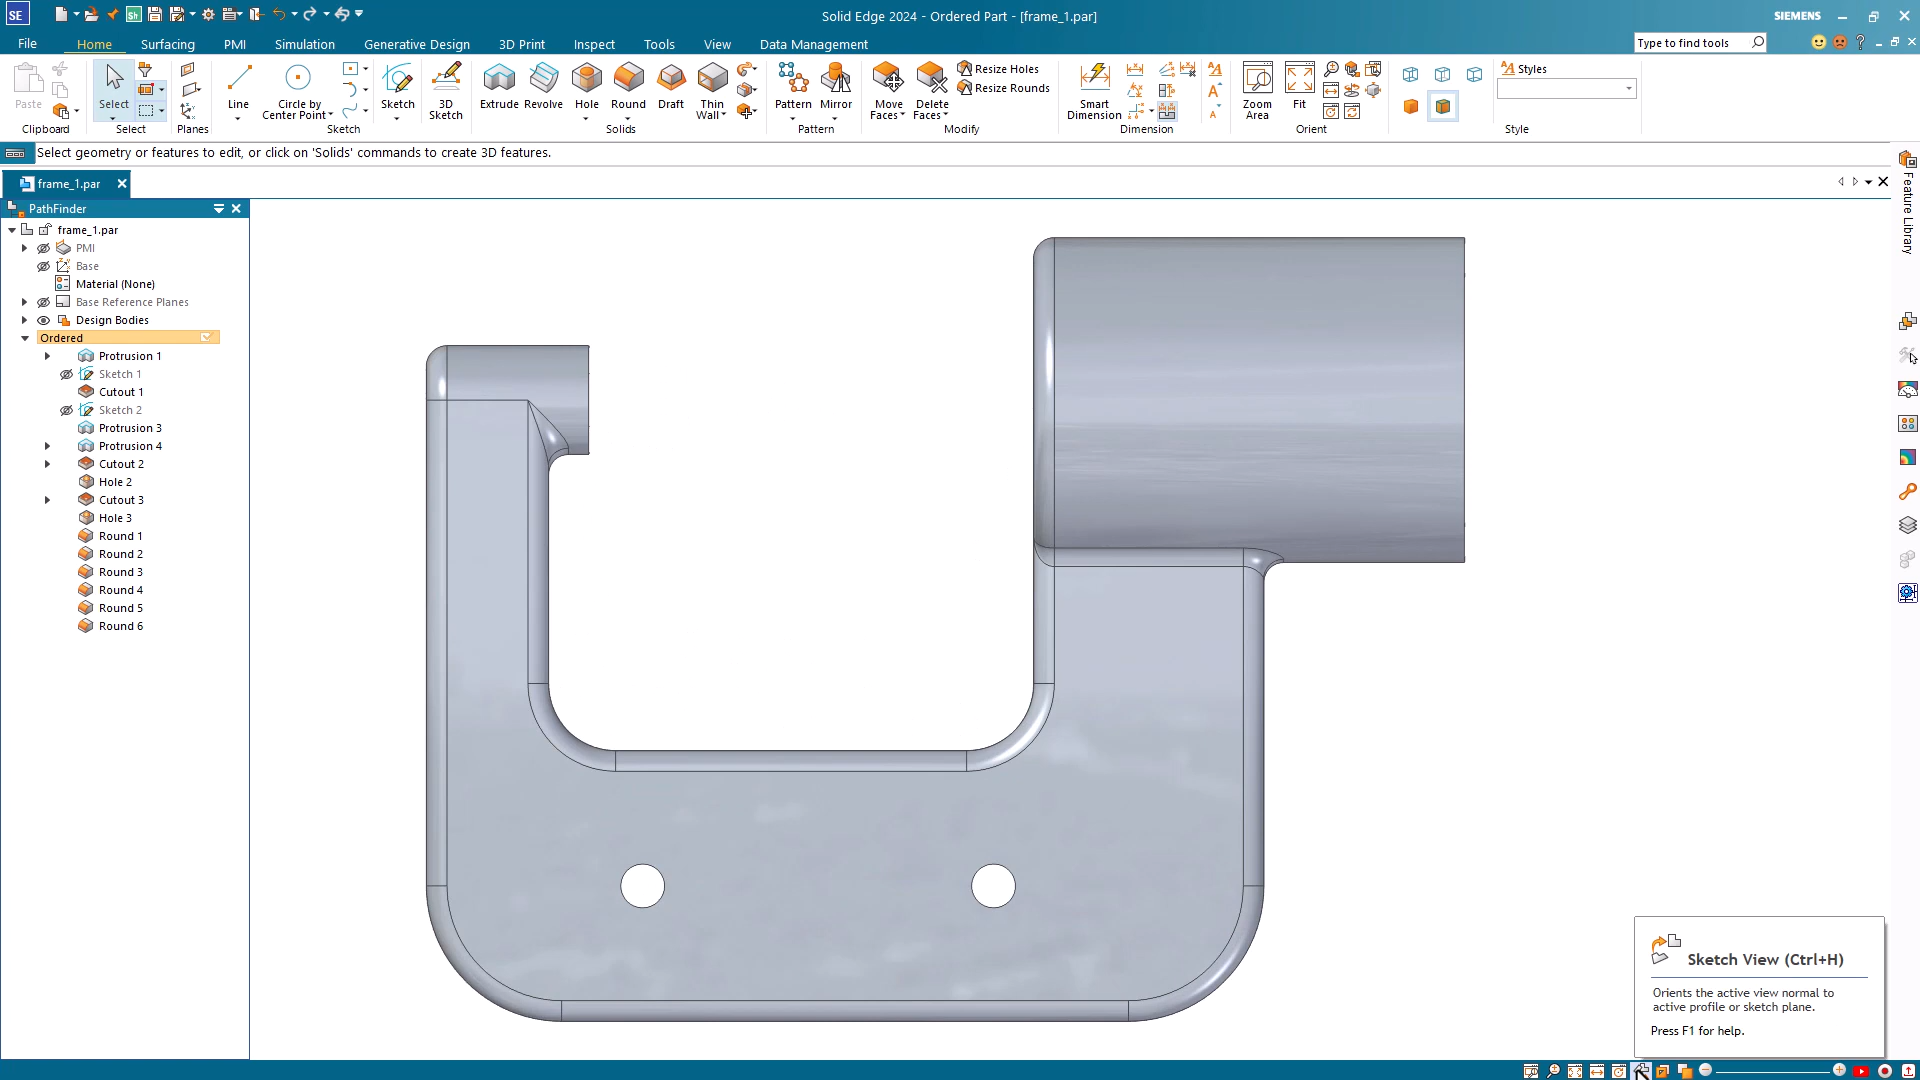 SE
Sh
Solid Edge 2024 - Ordered Part - [frame_1.par]
SIEMENS
File
Home
Surfacing
PMI
Simulation
Generative Design
3D Print
Inspect
Tools
View
Data Management
Type to find tools
Paste
Clipboard
Select
Select
Planes
Line
Circle by
Center Point
Sketch
3D
Sketch
Sketch
Extrude
Revolve
Hole
Round
Draft
Thin
Wall
Solids
Pattern
Mirror
Pattern
Move
Faces
Delete
Faces
Resize Holes
Resize Rounds
Modify
Smart
Dimension
Dimension
Zoom
Area
Fit
Orient
Styles
Style
Select geometry or features to edit, or click on 'Solids' commands to create 3D features.
frame_1.par
PathFinder
frame_1.par
PMI
Base
Material (None)
Base Reference Planes
Design Bodies
Ordered
Protrusion 1
Sketch 1
Cutout 1
Sketch 2
Protrusion 3
Protrusion 4
Cutout 2
Hole 2
Cutout 3
Hole 3
Round 1
Round 2
Round 3
Round 4
Round 5
Round 6
Feature Library
Sketch View (Ctrl+H)
Orients the active view normal to
active profile or sketch plane.
Press F1 for help.